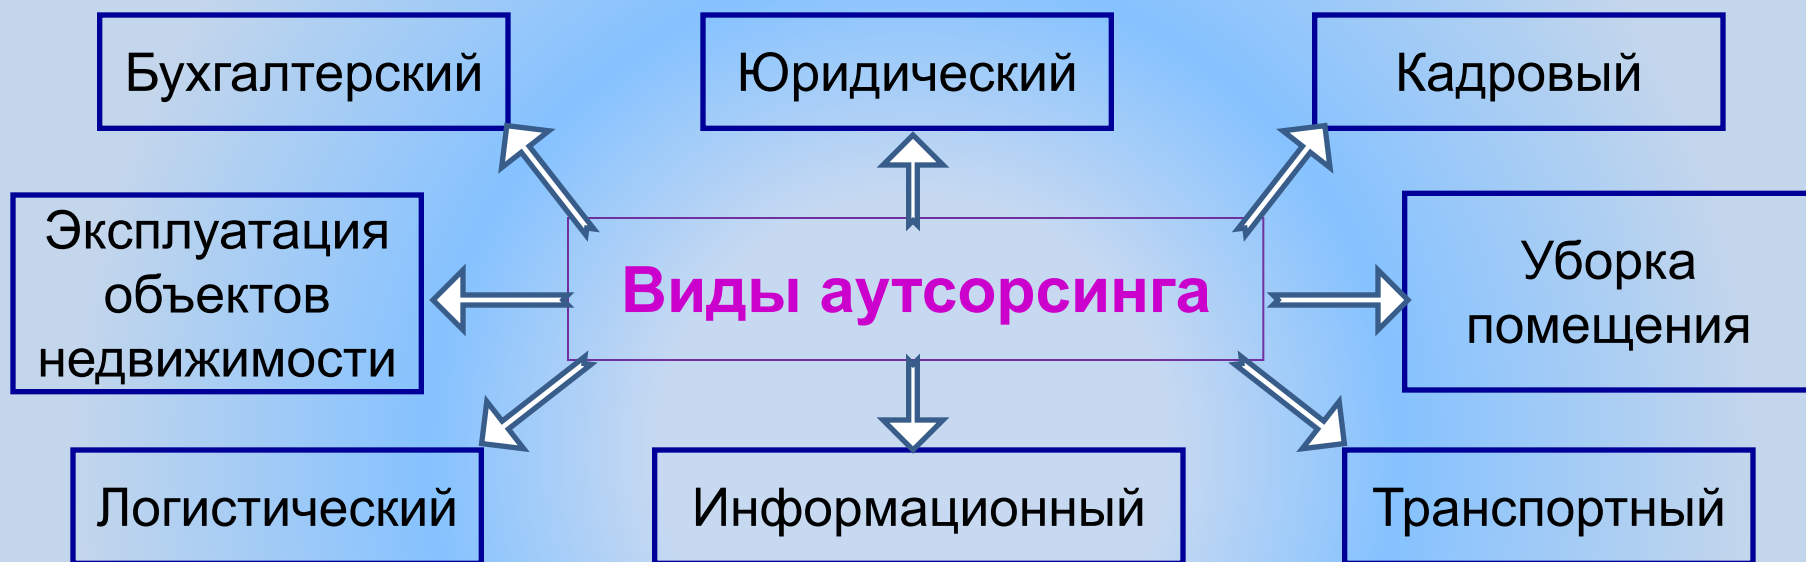 Бухгалтерский
Юридический
Кадровый
Эксплуатация
объектов
недвижимости
Виды аутсорсинга
Уборка
помещения
Логистический
Информационный
Транспортный